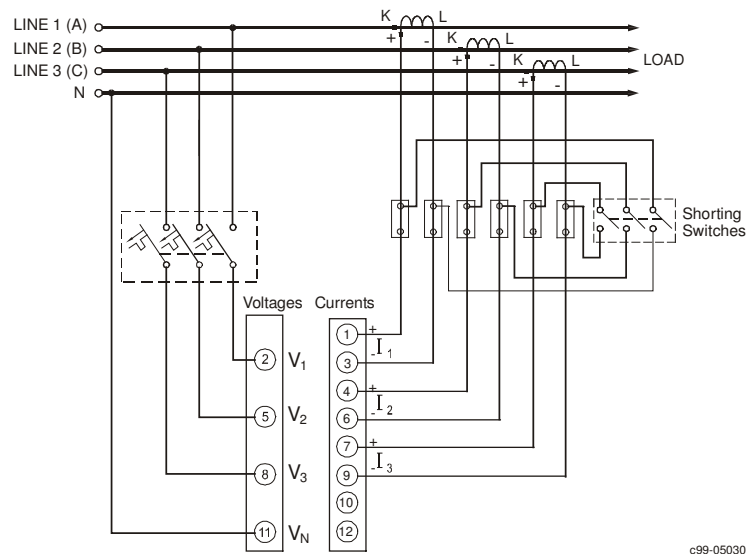 LINE 1 (A)
K L
+ -
LINE 2 (B)
K L
+ -
LINE 3 (C)
K L
+ -
LOAD
N
Shorting
Switches
Voltages Currents
1 +
2 V1
I1
3 -
4 +
5 V2
I2
6 -
7 +
8 V3
I3
9 -
10
11 VN
12
c99-05030